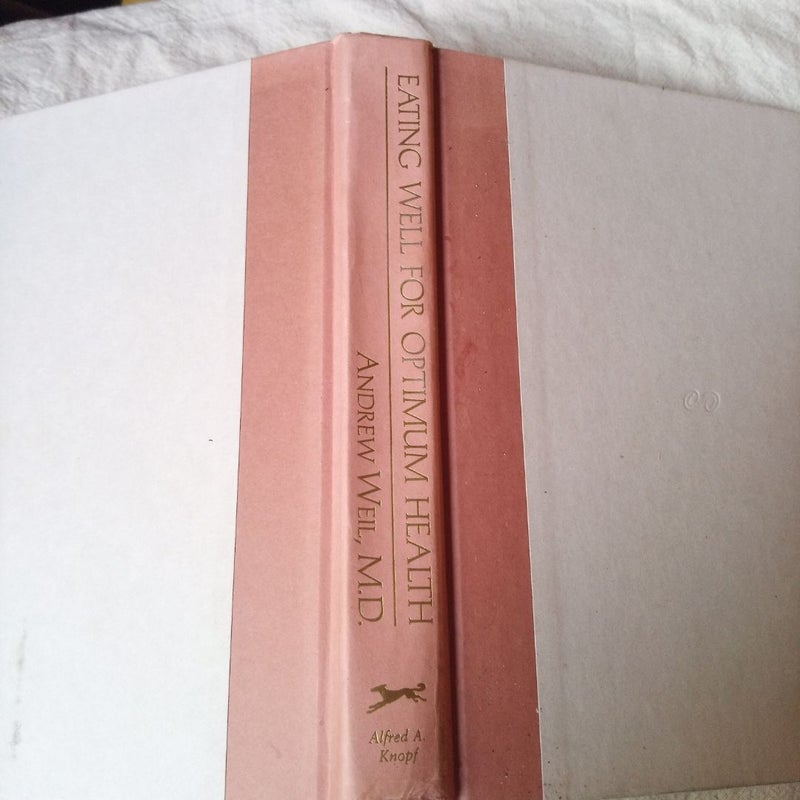 EATING WELL FOR OPTIMUM HEALTH
ANDREW WEIL, M.D.
Alfred A.
Knopf